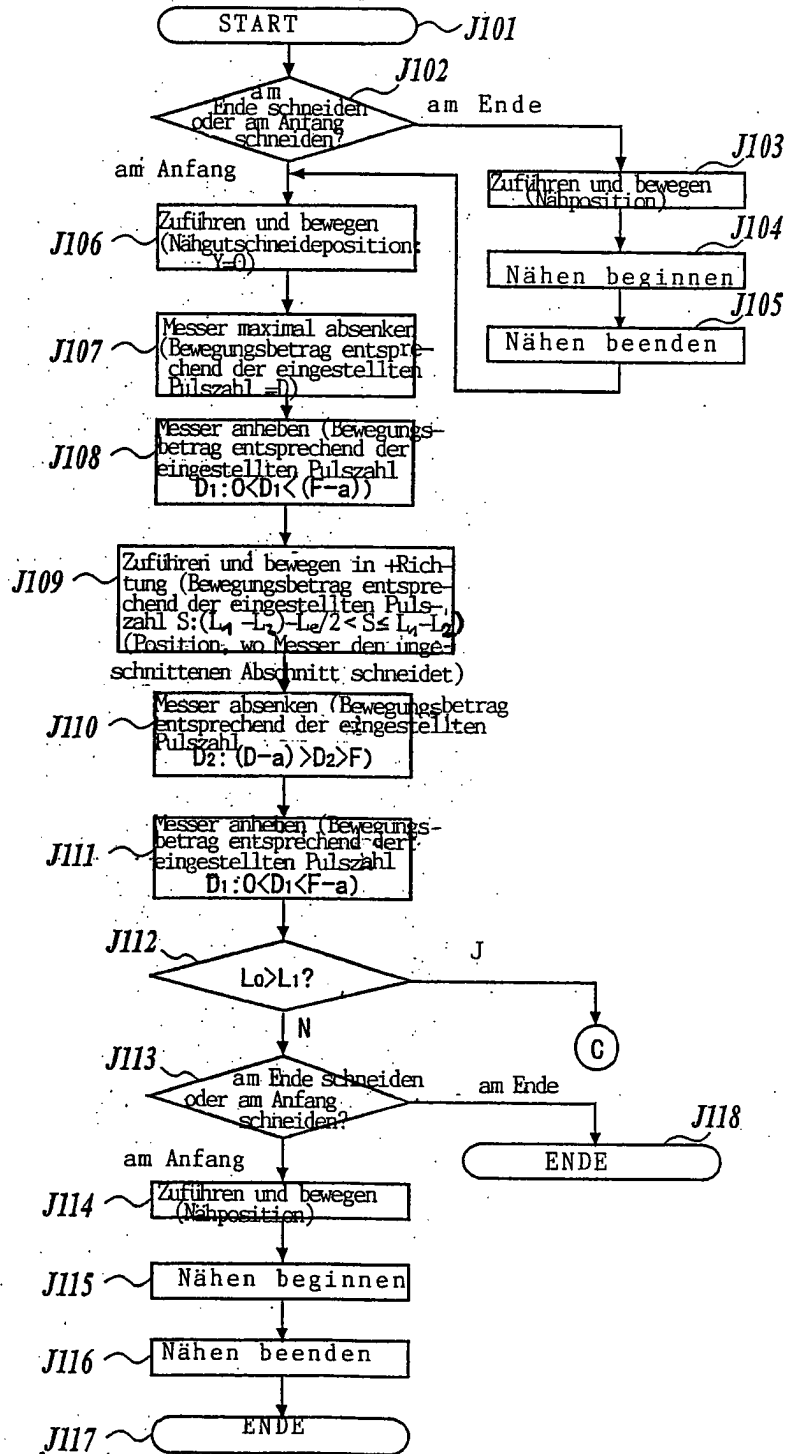 START
J101
J102
am
Ende schneiden
oder am Anfang
schneiden?
am Ende
am Anfang
J103
Zuführen und bewegen
(Nähposition)
J104
Nähen beginnen
J105
Nähen beenden
J106
Zuführen und bewegen
(Nähgutschneideposition:
Y=0)
J107
Messer maximal absenken
(Bewegungsbetrag entspre-
chend der eingestellten
Pulszahl =D)
J108
Messer anheben (Bewegungs-
betrag entsprechend der
eingestellten Pulszahl
D1:0<D1<(F-a))
J109
Zuführen und bewegen in +Rich-
tung (Bewegungsbetrag entspre-
chend der eingestellten Puls-
zahl S:(L1-L2)-Le/2<S≤L1-L2)
(Position, wo Messer den unge-
schnittenen Abschnitt schneidet)
J110
Messer absenken (Bewegungsbetrag
entsprechend der eingestellten
Pulszahl
D2:(D-a)>D2>F)
J111
Messer anheben (Bewegungs-
betrag entsprechend der
eingestellten Pulszahl
D1:0<D1<F-a)
J112
L0>L1?
J
N
C
J113
am Ende schneiden
oder am Anfang
schneiden?
am Ende
am Anfang
J118
ENDE
J114
Zuführen und bewegen
(Nähposition)
J115
Nähen beginnen
J116
Nähen beenden
J117
ENDE